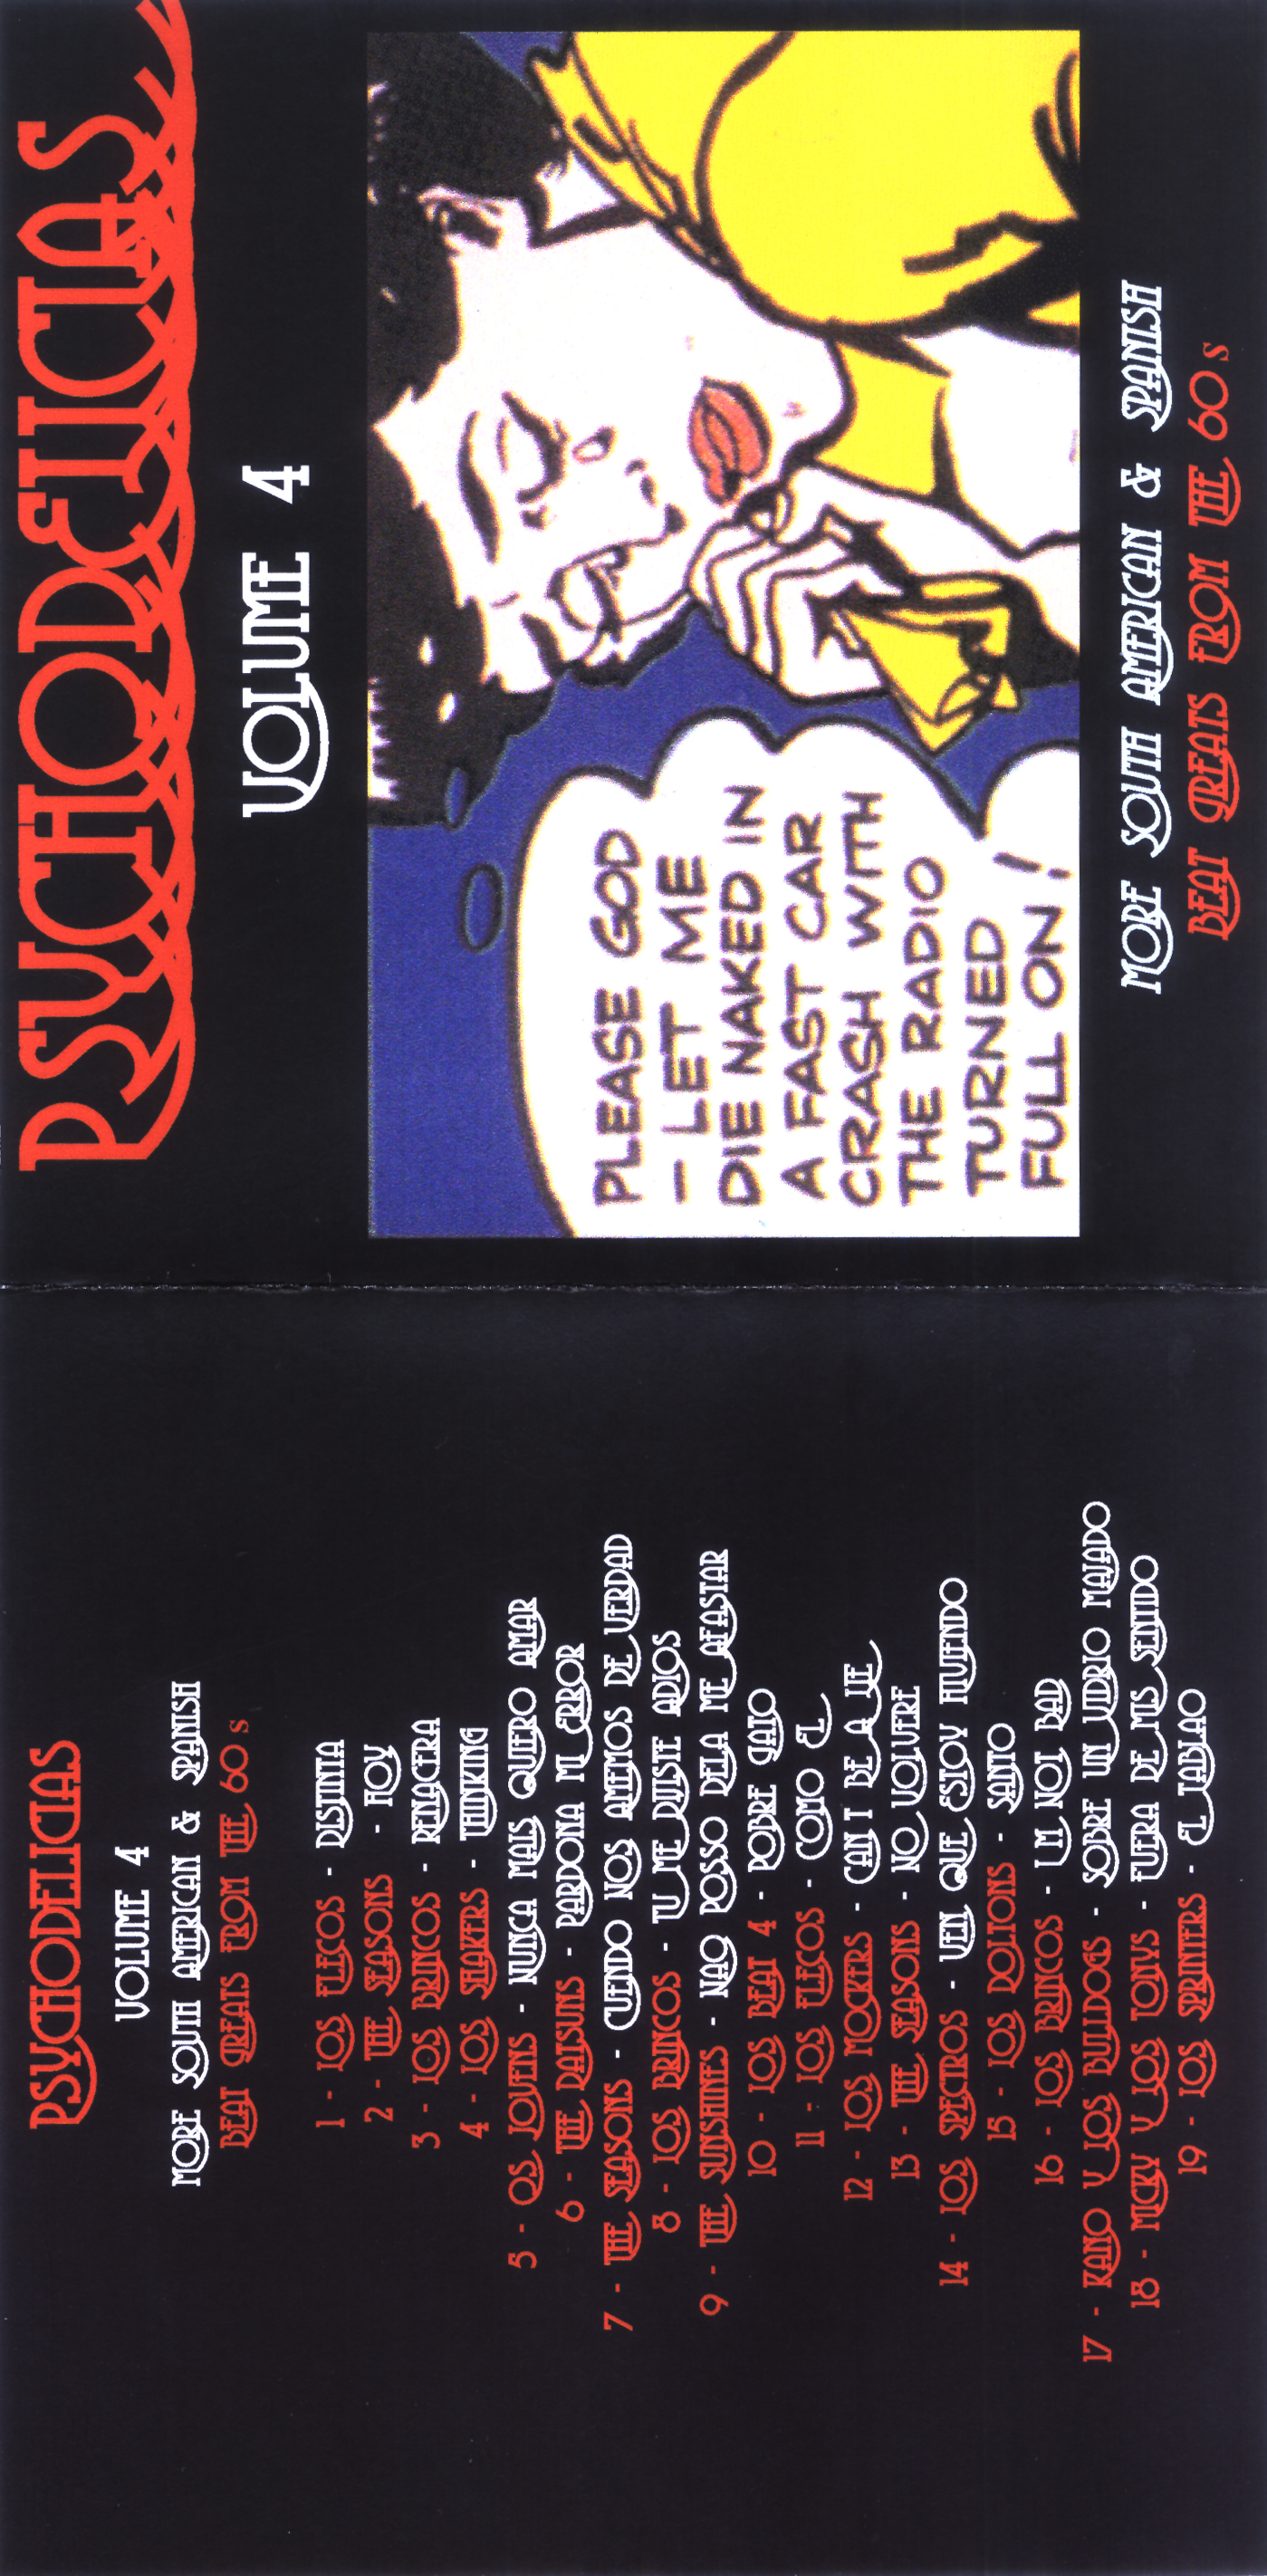 PSYCHODELICIAS
VOLUME 4
PLEASE GOD
- LET ME
DIE NAKED IN
A FAST CAR
CRASH WITH
THE RADIO
TURNED
FULL ON!
MORE SOUTH AMERICAN & SPANISH
BEAT GREATS FROM THE 60s
PSYCHODELICIAS
VOLUME 4
MORE SOUTH AMERICAN & SPANISH
BEAT GREATS FROM THE 60s
1 - LOS FLECOS - DISTINTA
2 - THE SEASONS - HOY
3 - LOS BRINCOS - RENACERA
4 - LOS SHAKERS - THINKING
5 - OS JOVENS - NUNCA MAIS QUIERO AMAR
6 - THE DATSUNS - PARDONA MI ERROR
7 - THE SEASONS - CUENDO NOS AMEMOS DE VERDAD
8 - LOS BRINCOS - TU ME DIJISTE ADIOS
9 - THE SUNSHINES - NAO POSSO DELA ME AFASTAR
10 - LOS BEAT 4 - POBRE GATO
11 - LOS FLECOS - COMO EL
12 - LOS MOCKERS - CAN T BE A LIE
13 - THE SEASONS - NO VOLVERE
14 - LOS SPECTROS - VEN QUE ESTOY HIVENDO
15 - LOS DOLTONS - SANTO
16 - LOS BRINCOS - I M NOT BAD
17 - KANO Y LOS BULLDOGS - SOBRE UN VIDRIO MAJADO
18 - MICKY Y LOS TONYS - FUERA DE MIS SENTIDO
19 - LOS SPRINTERS - EL TABLAO